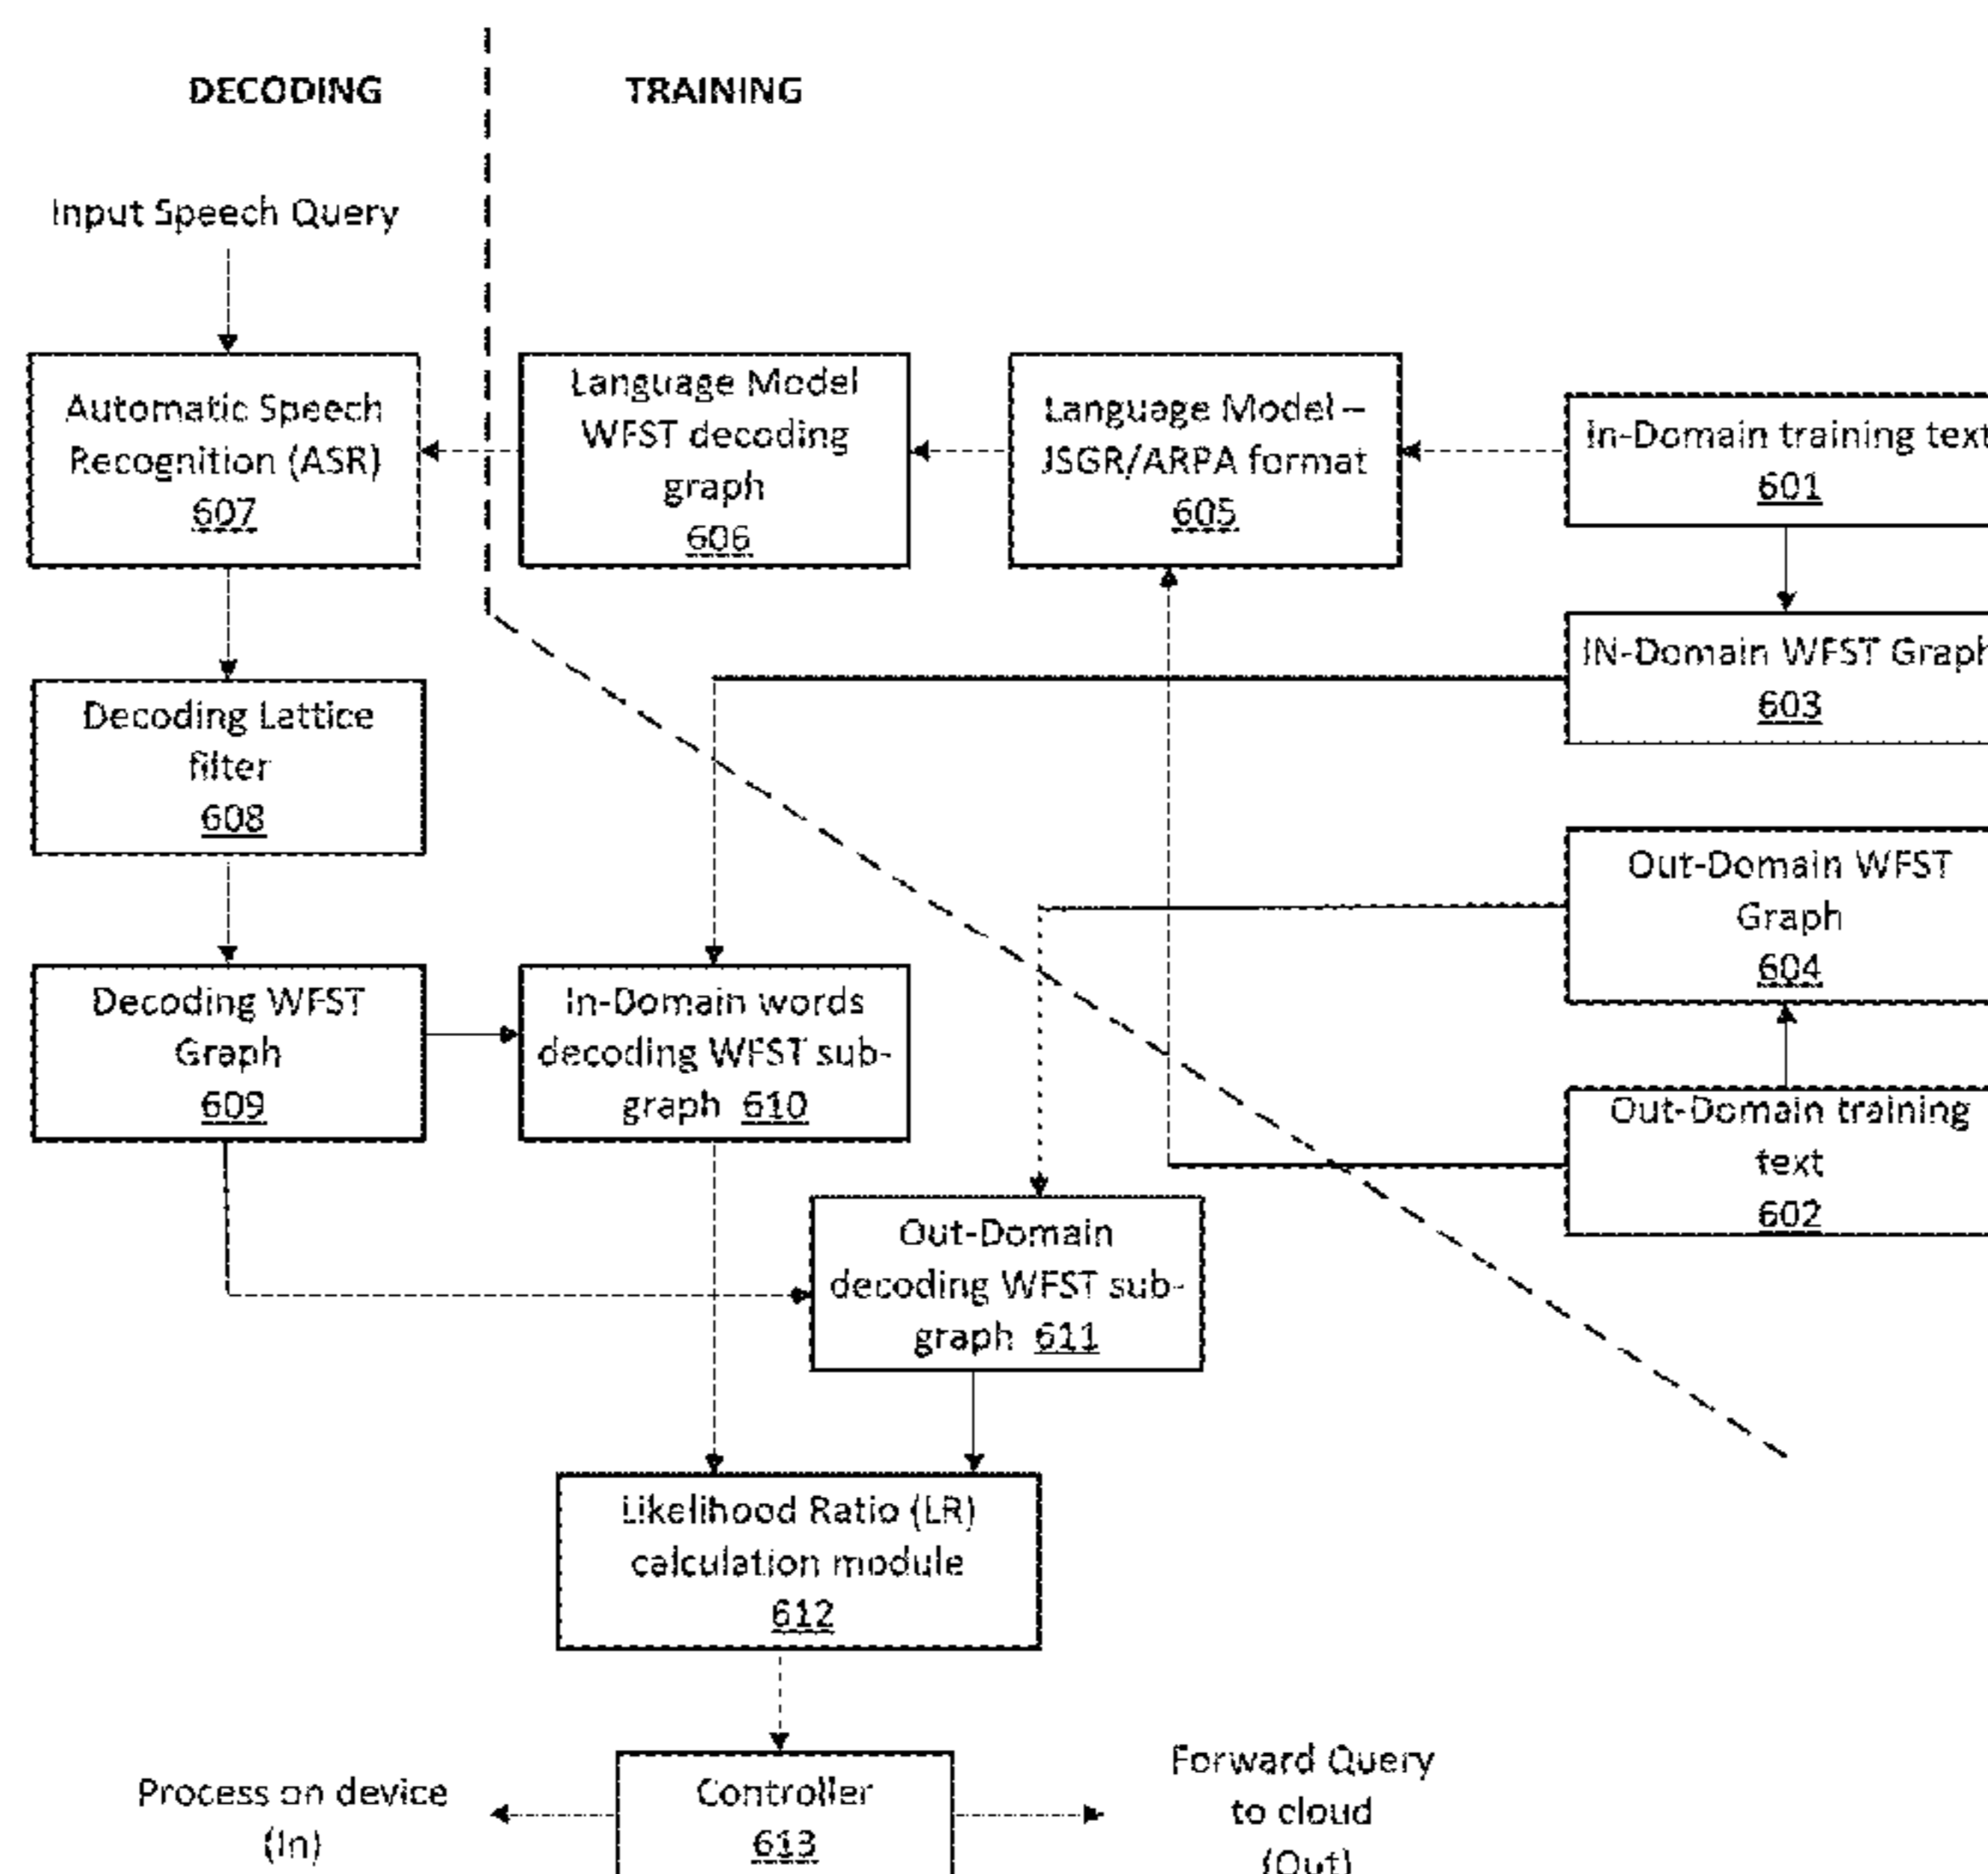 DECODING
TRAINING
Input Speech Query
Automatic Speech
Recognition (ASR)
607
Language Model
WFST decoding
graph
606
Language Model –
JSGR/ARPA format
605
In-Domain training text
601
IN-Domain WFST Graph
603
Decoding Lattice
filter
608
Out-Domain WFST
Graph
604
Decoding WFST
Graph
609
In-Domain words
decoding WFST sub-
graph 610
Out-Domain training
text
602
Out-Domain
decoding WFST sub-
graph 611
Likelihood Ratio (LR)
calculation module
612
Process on device
(In)
Controller
613
Forward Query
to cloud
(Out)